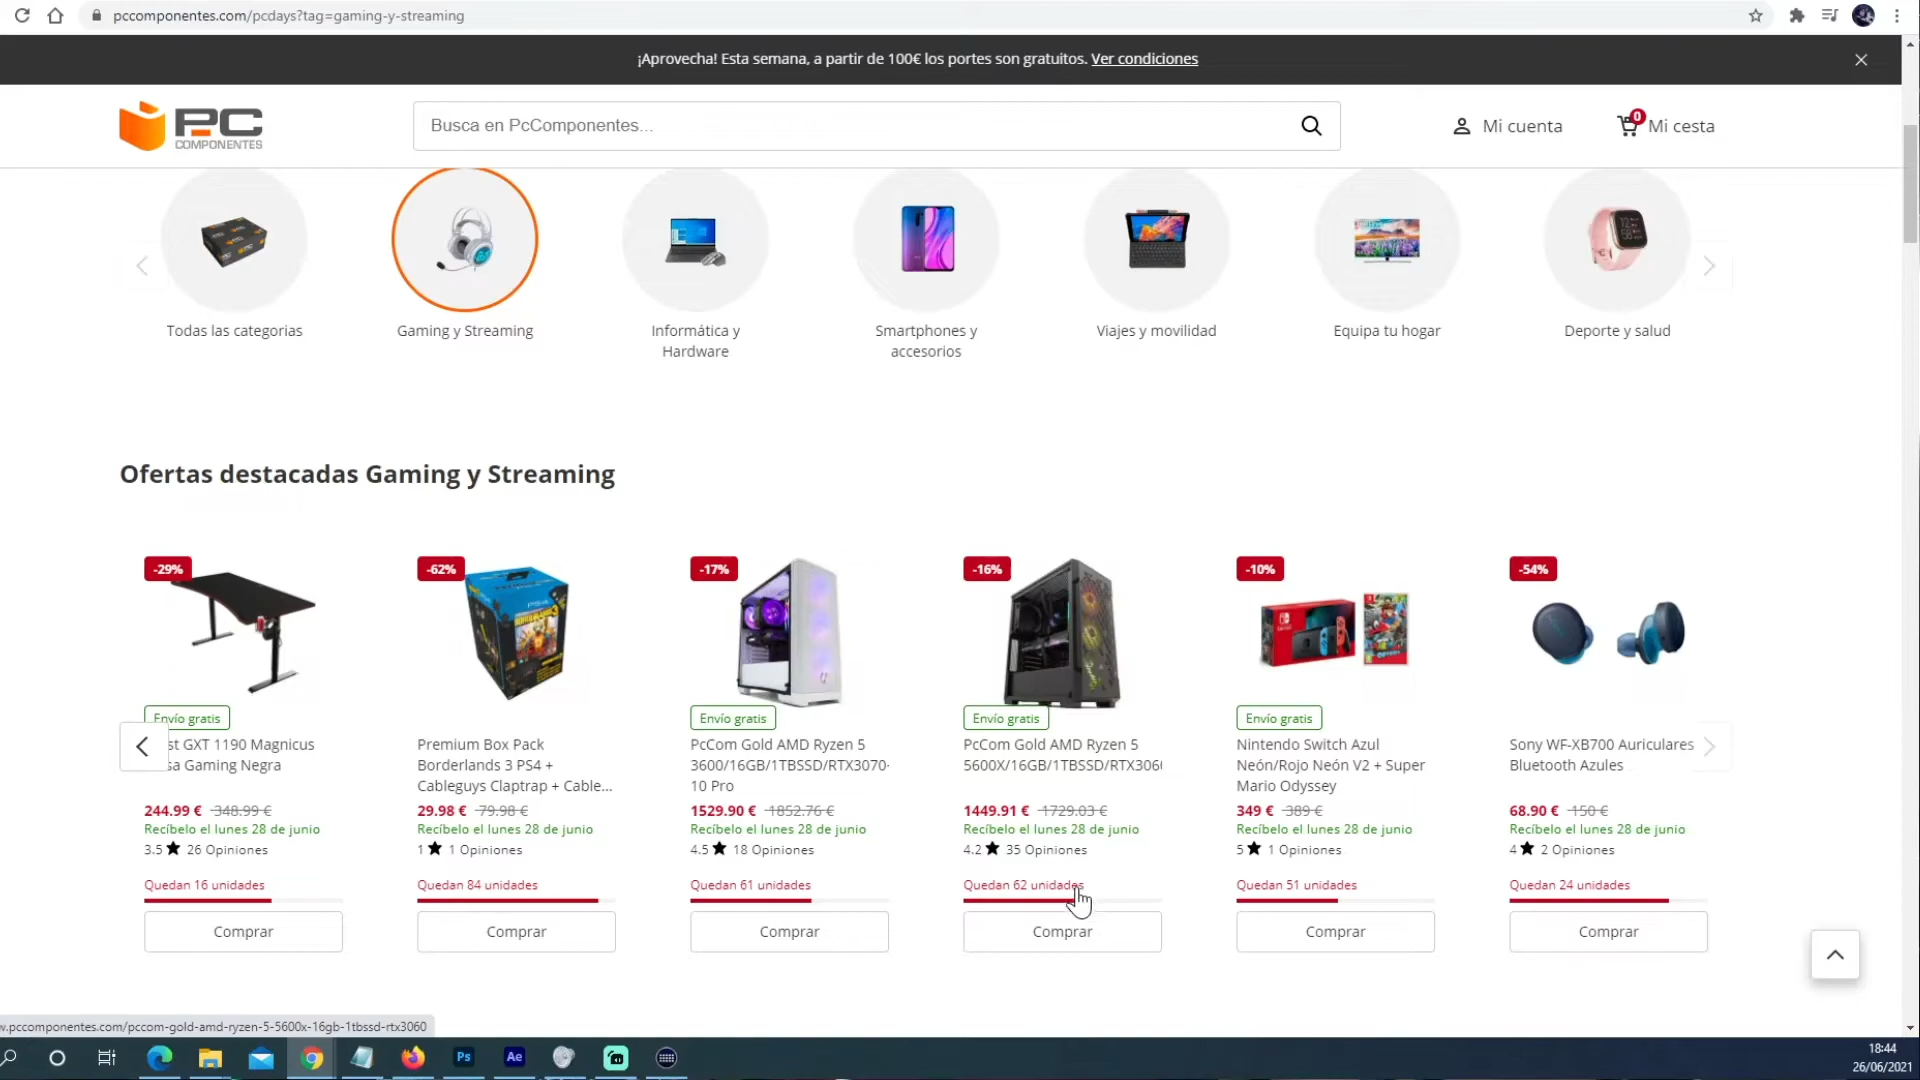 pccomponentes.com/pcdays?tag=gaming-y-streaming
¡Aprovecha! Esta semana, a partir de 100€ los portes son gratuitos. Ver condiciones
PC
COMPONENTES
Busca en PcComponentes...
Mi cuenta
0
Mi cesta
Todas las categorias
Gaming y Streaming
Informática y
Hardware
Smartphones y
accesorios
Viajes y movilidad
Equipa tu hogar
Deporte y salud
Ofertas destacadas Gaming y Streaming
-29%
Envío gratis
st GXT 1190 Magnicus
sa Gaming Negra
244.99 € 348.99 €
Recíbelo el lunes 28 de junio
3.5 ★ 26 Opiniones
Quedan 16 unidades
Comprar
-62%
Premium Box Pack
Borderlands 3 PS4 +
Cableguys Claptrap + Cable...
29.98 € 79.98 €
Recíbelo el lunes 28 de junio
1 ★ 1 Opiniones
Quedan 84 unidades
Comprar
-17%
Envío gratis
PcCom Gold AMD Ryzen 5
3600/16GB/1TBSSD/RTX3070-
10 Pro
1529.90 € 1852.76 €
Recíbelo el lunes 28 de junio
4.5 ★ 18 Opiniones
Quedan 61 unidades
Comprar
-16%
Envío gratis
PcCom Gold AMD Ryzen 5
5600X/16GB/1TBSSD/RTX3060
1449.91 € 1729.03 €
Recíbelo el lunes 28 de junio
4.2 ★ 35 Opiniones
Quedan 62 unidades
Comprar
-10%
Envío gratis
Nintendo Switch Azul
Neón/Rojo Neón V2 + Super
Mario Odyssey
349 € 389 €
Recíbelo el lunes 28 de junio
5 ★ 1 Opiniones
Quedan 51 unidades
Comprar
-54%
Sony WF-XB700 Auriculares
Bluetooth Azules
68.90 € 150 €
Recíbelo el lunes 28 de junio
4 ★ 2 Opiniones
Quedan 24 unidades
Comprar
w.pccomponentes.com/pccom-gold-amd-ryzen-5-5600x-16gb-1tbssd-rtx3060
Ps
Ae
18:44
26/06/2021